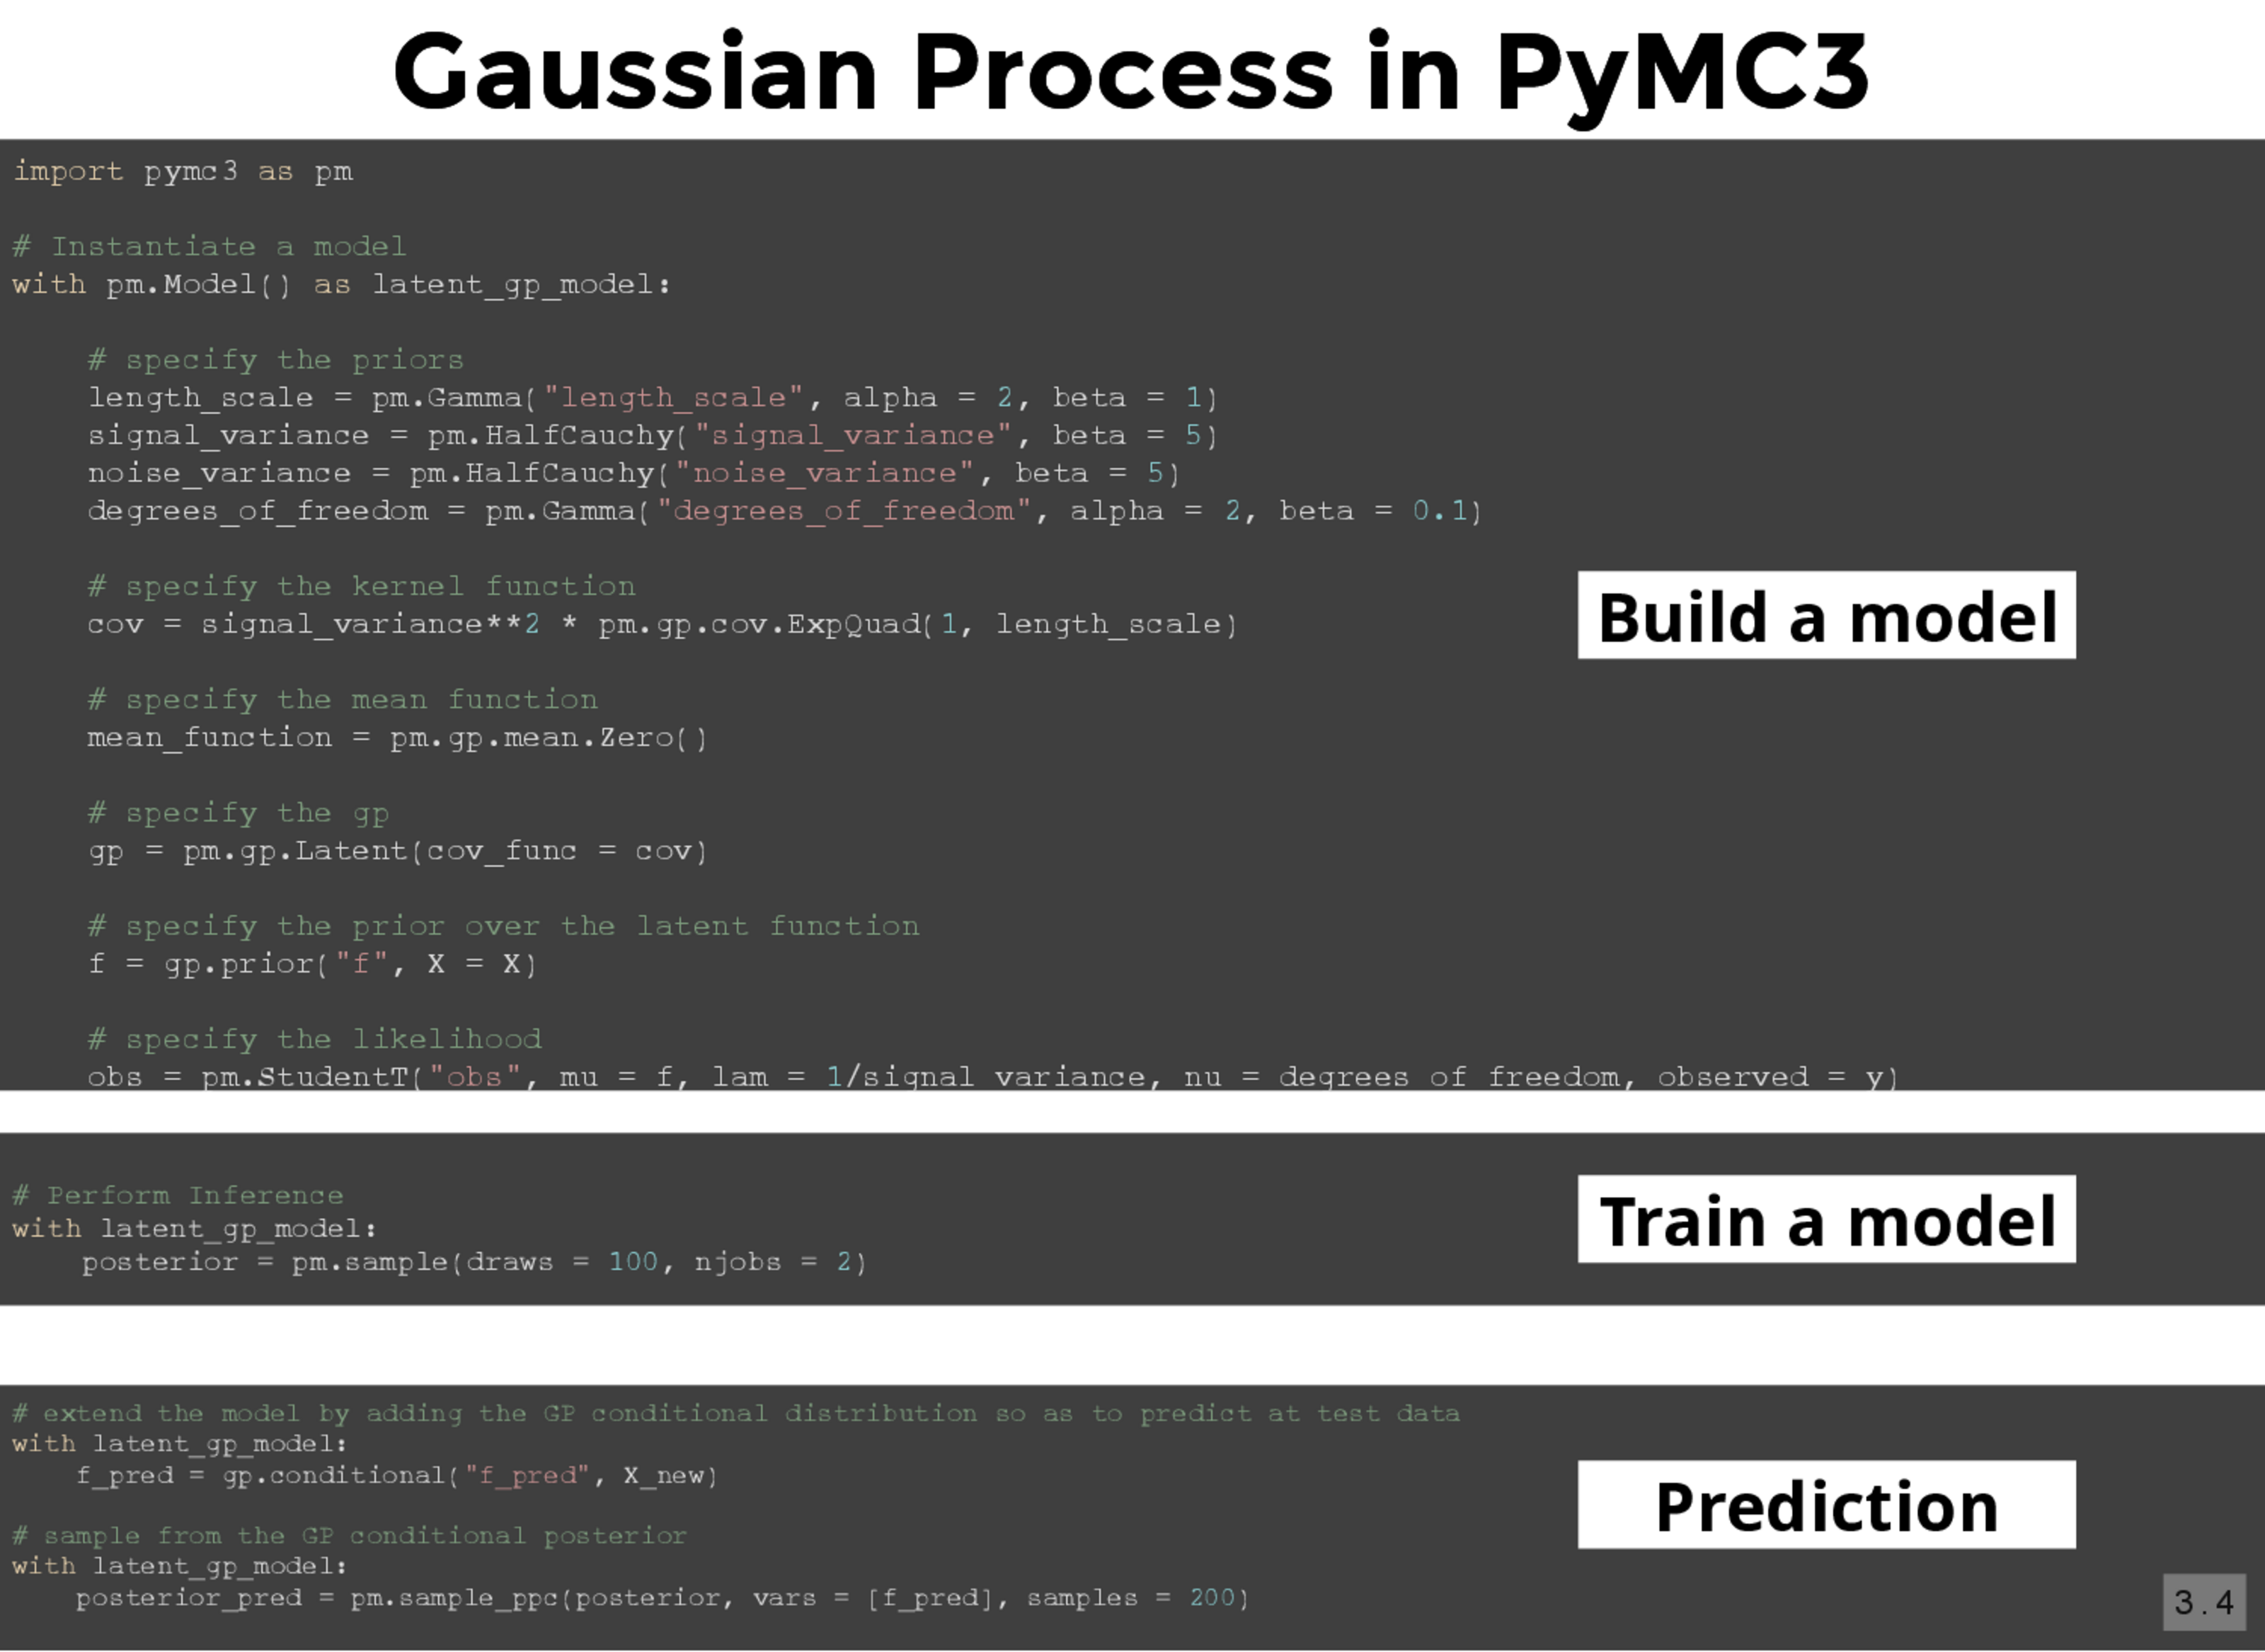 Gaussian Process in PyMC3
import pymc3 as pm
# Instantiate a model
with pm.Model() as latent_gp_model:
# specify the priors
length_scale = pm.Gamma("length_scale", alpha = 2, beta = 1)
signal_variance = pm.HalfCauchy("signal_variance", beta = 5)
noise_variance = pm.HalfCauchy("noise_variance", beta = 5)
degrees_of_freedom = pm.Gamma("degrees_of_freedom", alpha = 2, beta = 0.1)
# specify the kernel function
cov = signal_variance**2 * pm.gp.cov.ExpQuad(1, length_scale)
Build a model
# specify the mean function
mean_function = pm.gp.mean.Zero()
# specify the gp
gp = pm.gp.Latent(cov_func = cov)
# specify the prior over the latent function
f = gp.prior("f", X = X)
# specify the likelihood
obs = pm.StudentT("obs", mu = f, lam = 1/signal_variance, nu = degrees_of_freedom, observed = y)
# Perform Inference
with latent_gp_model:
posterior = pm.sample(draws = 100, njobs = 2)
Train a model
# extend the model by adding the GP conditional distribution so as to predict at test data
with latent_gp_model:
f_pred = gp.conditional("f_pred", X_new)
Prediction
# sample from the GP conditional posterior
with latent_gp_model:
posterior_pred = pm.sample_ppc(posterior, vars = [f_pred], samples = 200)
3.4